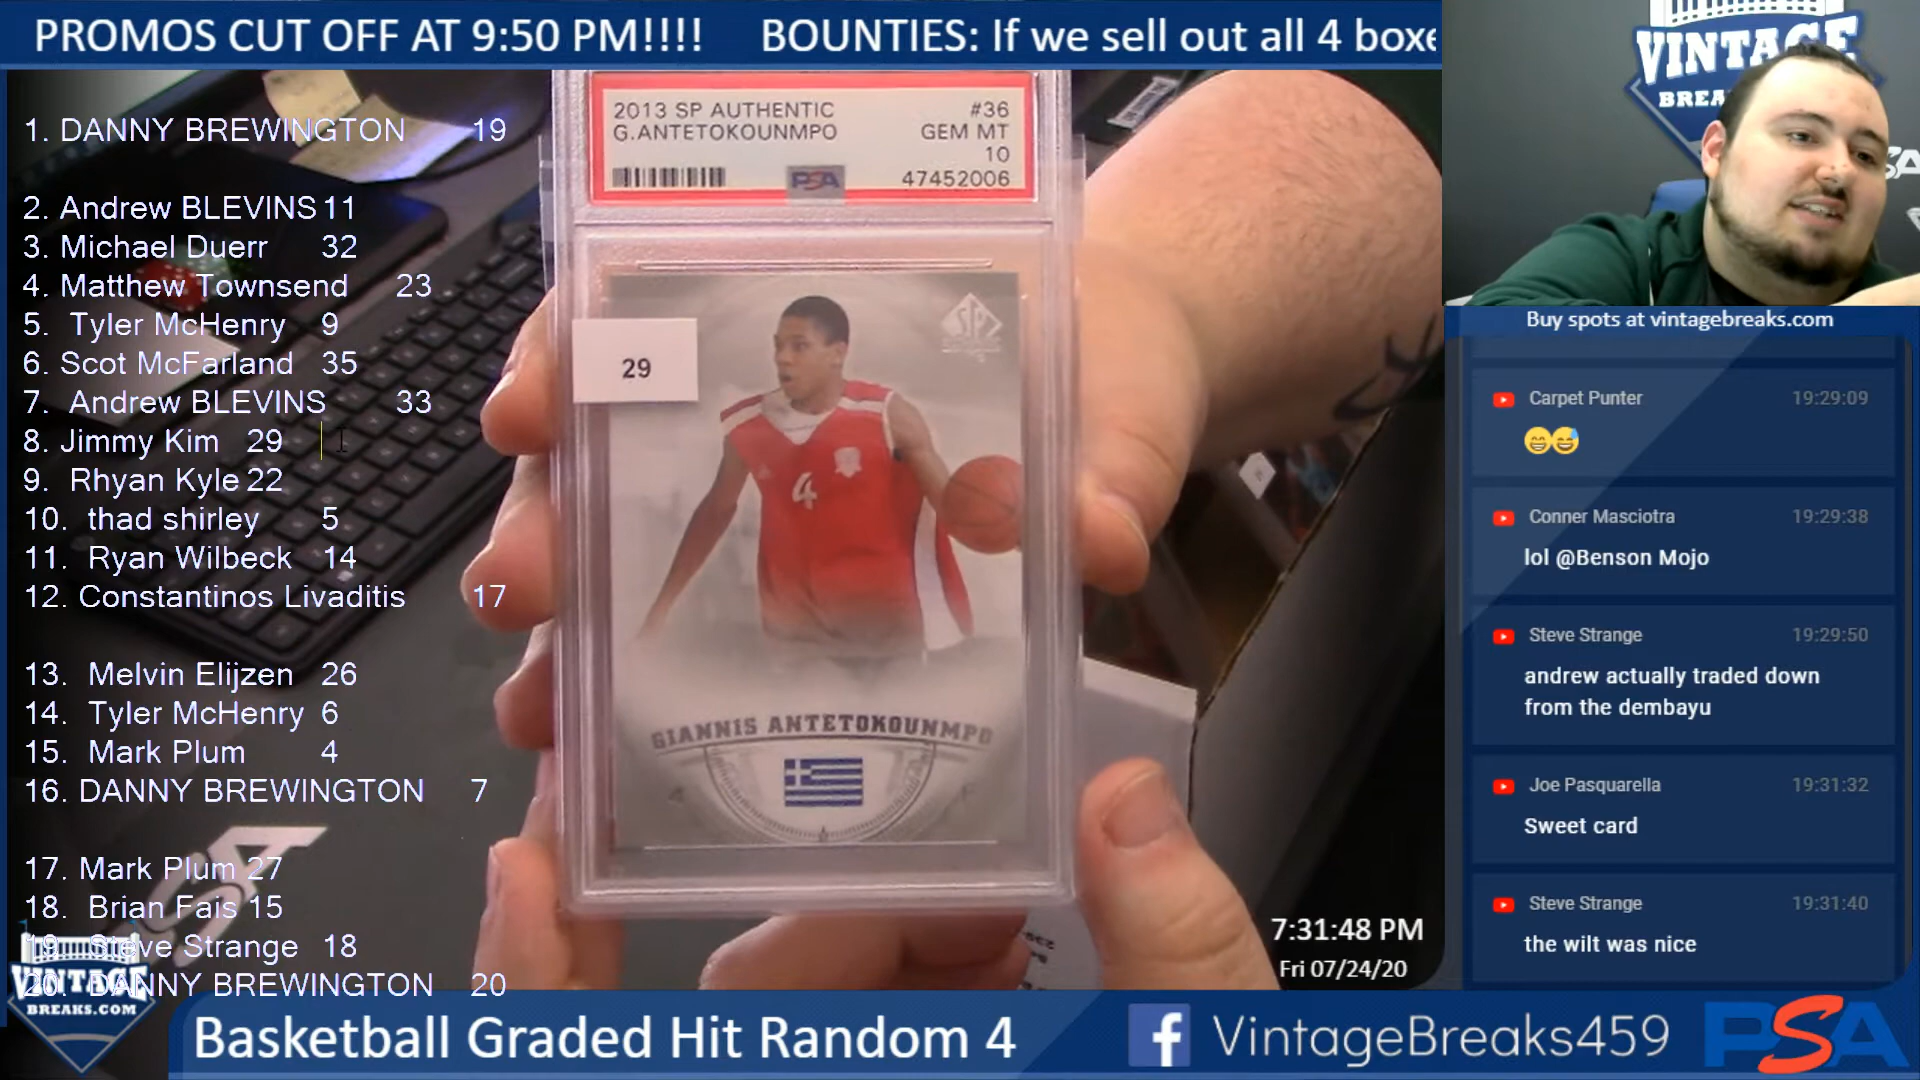 PROMOS CUT OFF AT 9:50 PM!!!! BOUNTIES: If we sell out all 4 boxe
VINTAGE
BREA
1. DANNY BREWINGTON 19
2. Andrew BLEVINS 11
3. Michael Duerr 32
4. Matthew Townsend 23
5. Tyler McHenry 9
6. Scot McFarland 35
7. Andrew BLEVINS 33
8. Jimmy Kim 29
9. Rhyan Kyle 22
10. thad shirley 5
11. Ryan Wilbeck 14
12. Constantinos Livaditis 17
13. Melvin Elijzen 26
14. Tyler McHenry 6
15. Mark Plum 4
16. DANNY BREWINGTON 7
17. Mark Plum 27
18. Brian Fais 15
19. Steve Strange 18
20. DANNY BREWINGTON 20
2013 SP AUTHENTIC #36
G.ANTETOKOUNMPO GEM MT
10
PSA 47452006
SP
29
4
GIANNIS ANTETOKOUNMPO
PSA
7:31:48 PM
Fri 07/24/20
Buy spots at vintagebreaks.com
Carpet Punter 19:29:09
Conner Masciotra 19:29:38
lol @Benson Mojo
Steve Strange 19:29:50
andrew actually traded down
from the dembayu
Joe Pasquarella 19:31:32
Sweet card
Steve Strange 19:31:40
the wilt was nice
VINTAGE
BREAKS.COM
Basketball Graded Hit Random 4
f VintageBreaks459
PSA